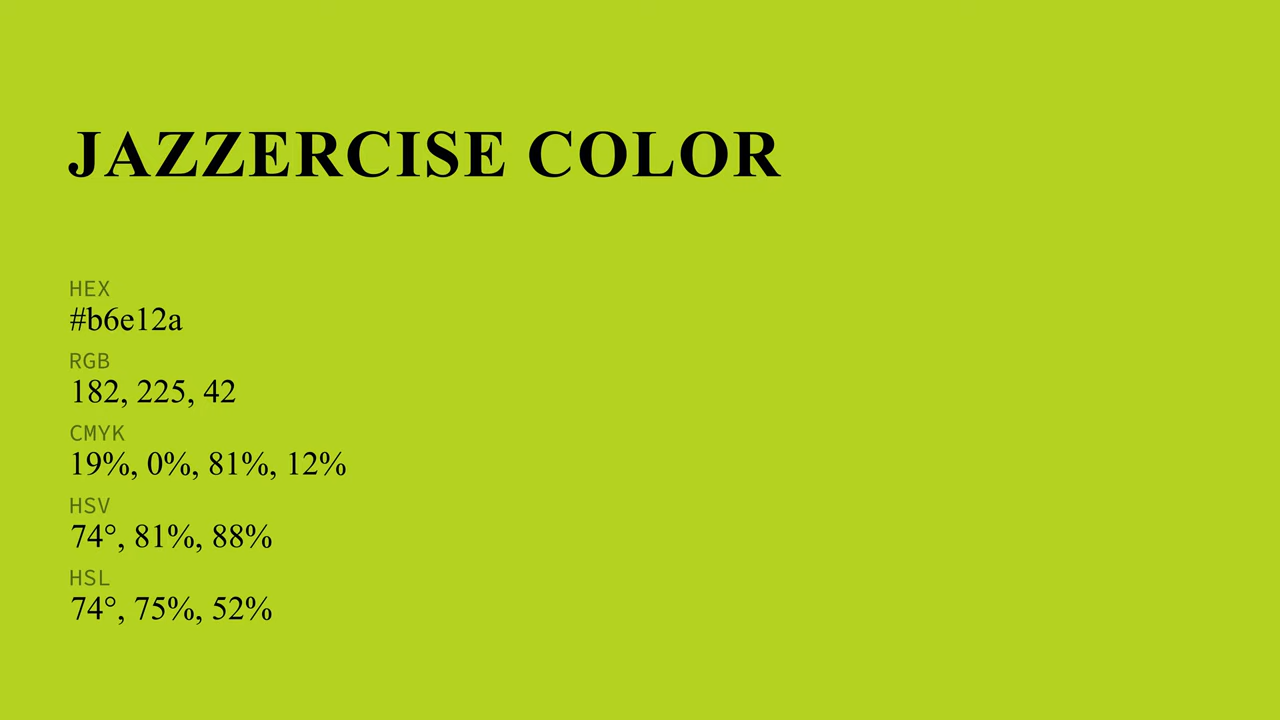 JAZZERCISE COLOR
HEX
#b6e12a
RGB
182, 225, 42
CMYK
19%, 0%, 81%, 12%
HSV
74°, 81%, 88%
HSL
74°, 75%, 52%